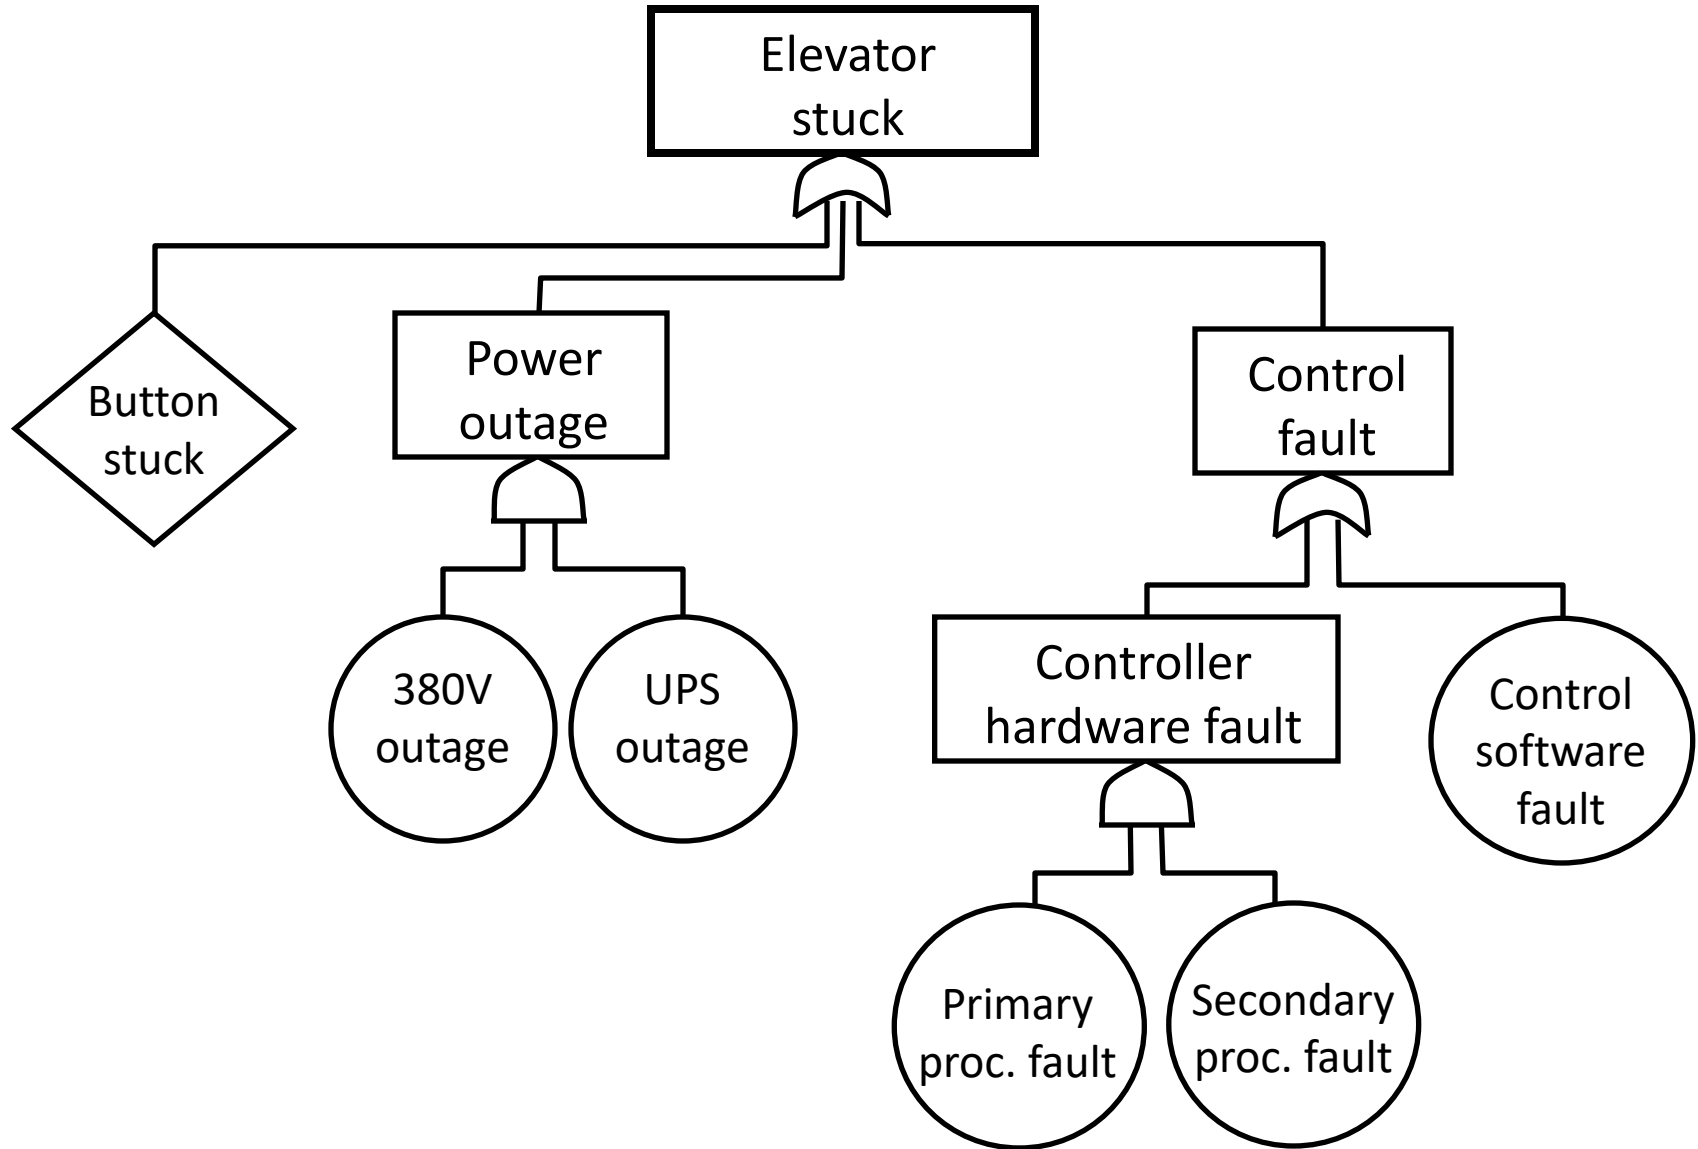 Elevator
stuck
Button
stuck
Power
outage
Control
fault
380V
outage
UPS
outage
Controller
hardware fault
Control
software
fault
Primary
proc. fault
Secondary
proc. fault